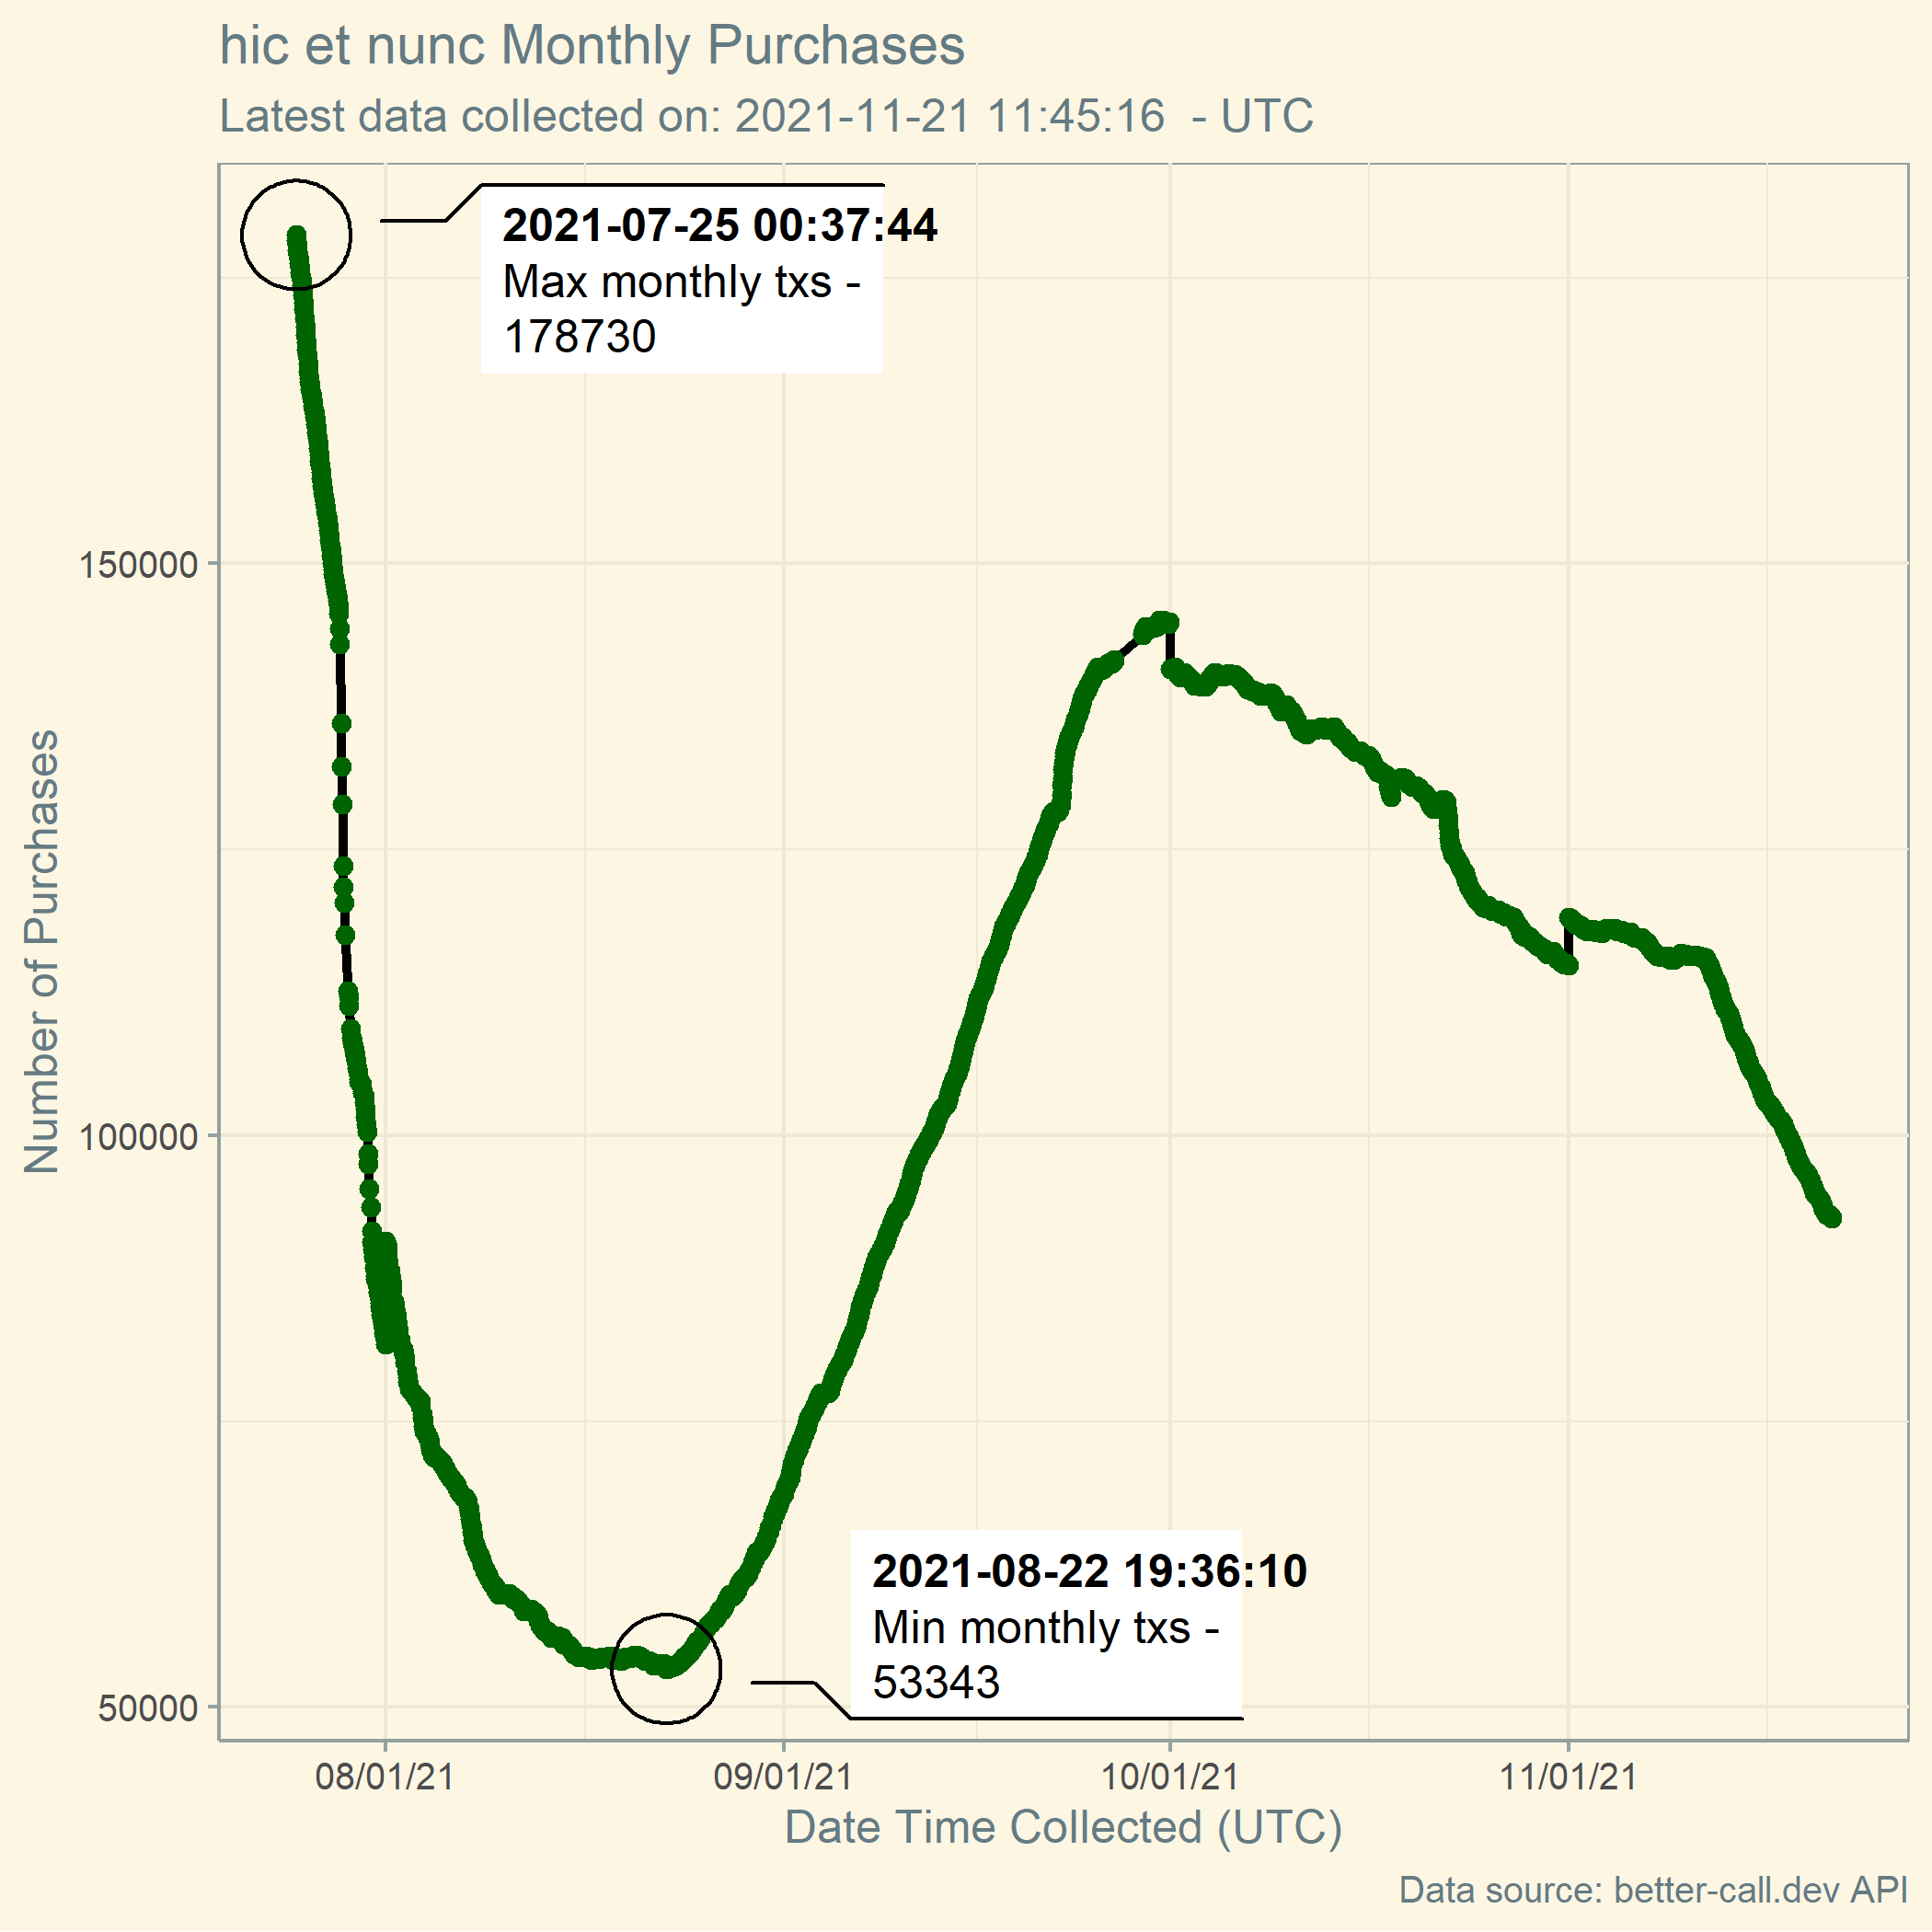 hic et nunc Monthly Purchases
Latest data collected on: 2021-11-21 11:45:16  - UTC
2021-07-25 00:37:44
Max monthly txs -
178730
150000
100000
50000
Number of Purchases
2021-08-22 19:36:10
Min monthly txs -
53343
08/01/21
09/01/21
10/01/21
11/01/21
Date Time Collected (UTC)
Data source: better-call.dev API